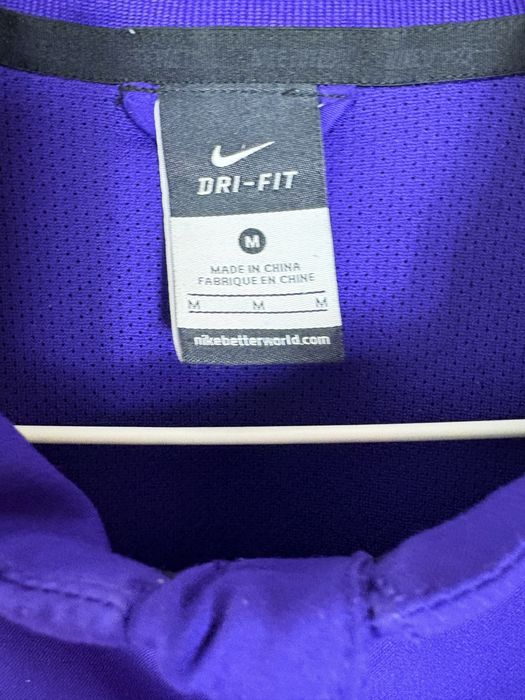 DRI-FIT
M
MADE IN CHINA
FABRIQUE EN CHINE
M M M
nikebetterworld.com